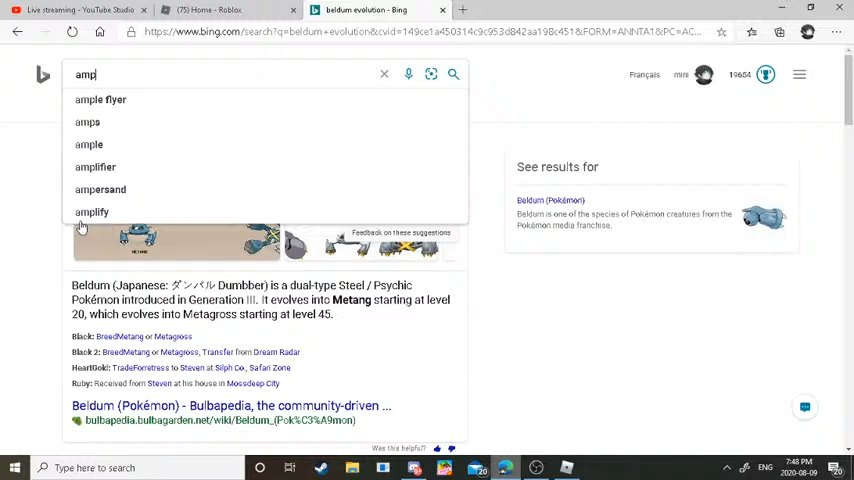 Live streaming - YouTube Studio
(75) Home - Roblox
beldum evolution - Bing
https://www.bing.com/search?q=beldum+evolution&cvid=149ce1a450314c9c953d842aa198c451&FORM=ANNTA1&PC=AC...
amp
Français
mini
19684
ample flyer
amps
ample
amplifier
ampersand
amplify
Feedback on these suggestions
METANG
See results for
Beldum (Pokémon)
Beldum is one of the species of Pokémon creatures from the
Pokémon media franchise.
Beldum (Japanese: ダンバル Dumbber) is a dual-type Steel / Psychic
Pokémon introduced in Generation III. It evolves into Metang starting at level
20, which evolves into Metagross starting at level 45.
Black: BreedMetang or Metagross
Black 2: BreedMetang or Metagross, Transfer from Dream Radar
HeartGold: TradeForretress to Steven at Silph Co., Safari Zone
Ruby: Received from Steven at his house in Mossdeep City
Beldum (Pokémon) - Bulbapedia, the community-driven ...
bulbapedia.bulbagarden.net/wiki/Beldum_(Pok%C3%A9mon)
Was this helpful?
Type here to search
20
ENG
7:48 PM
2020-08-09
20